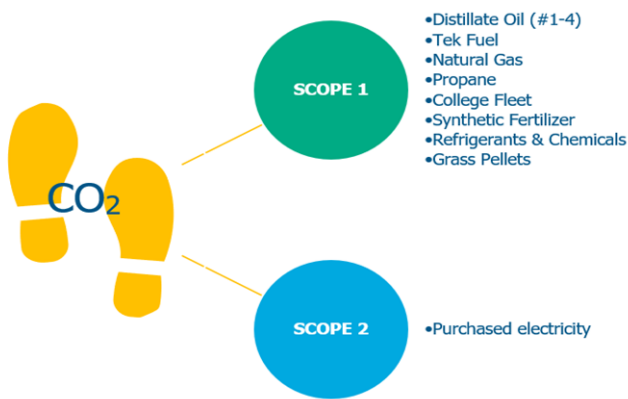 CO2
SCOPE 1
•Distillate Oil (#1-4)
•Tek Fuel
•Natural Gas
•Propane
•College Fleet
•Synthetic Fertilizer
•Refrigerants & Chemicals
•Grass Pellets
SCOPE 2
•Purchased electricity